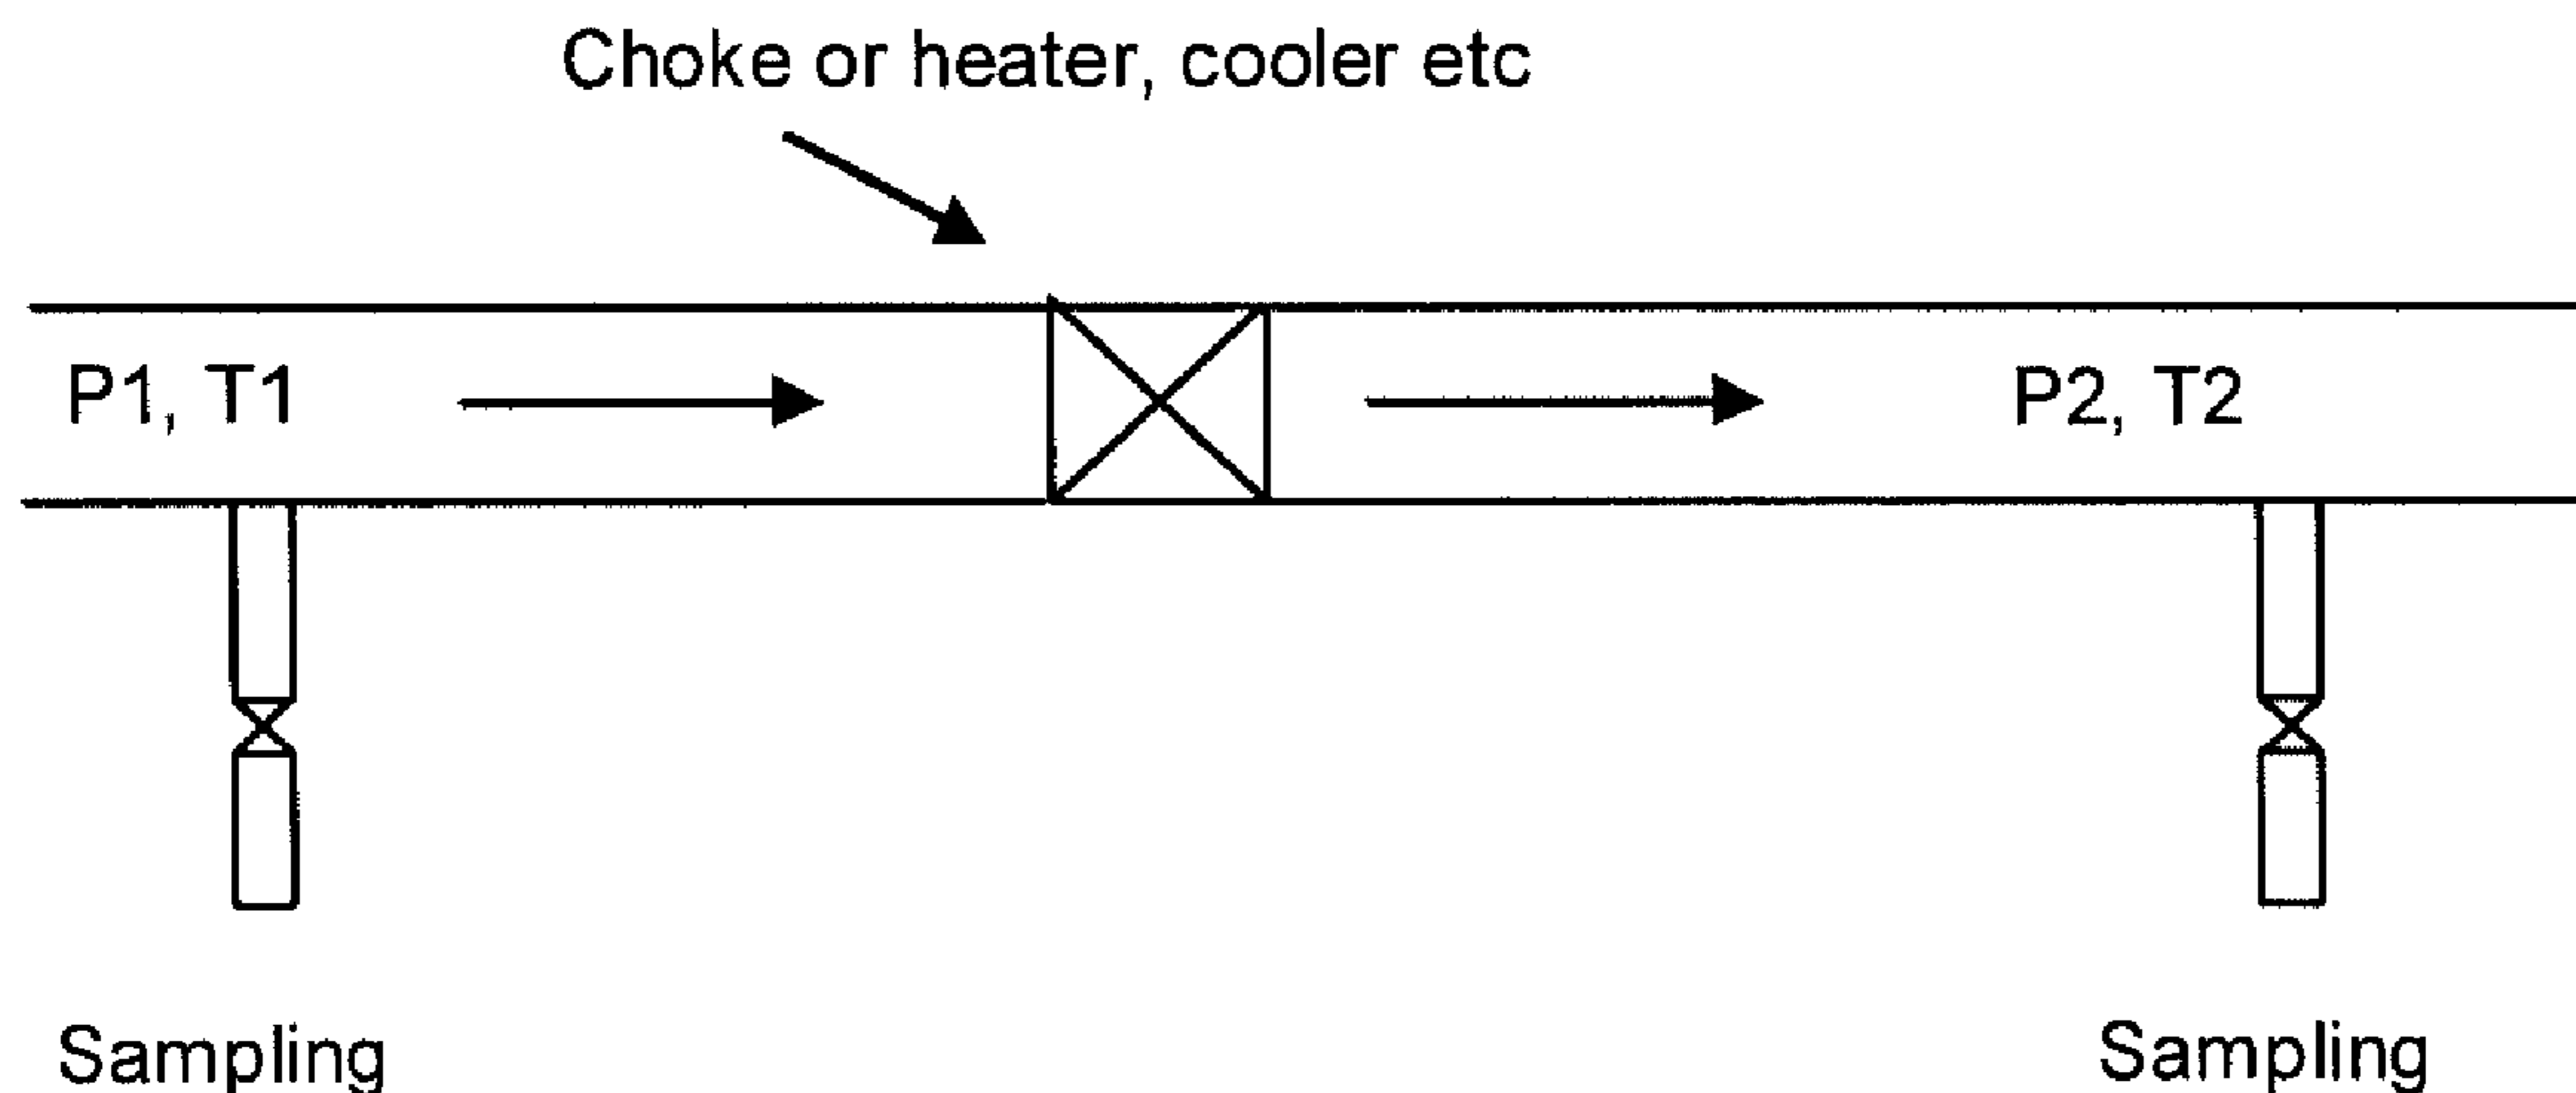 Choke or heater, cooler etc
P1, T1
P2, T2
Sampling
Sampling